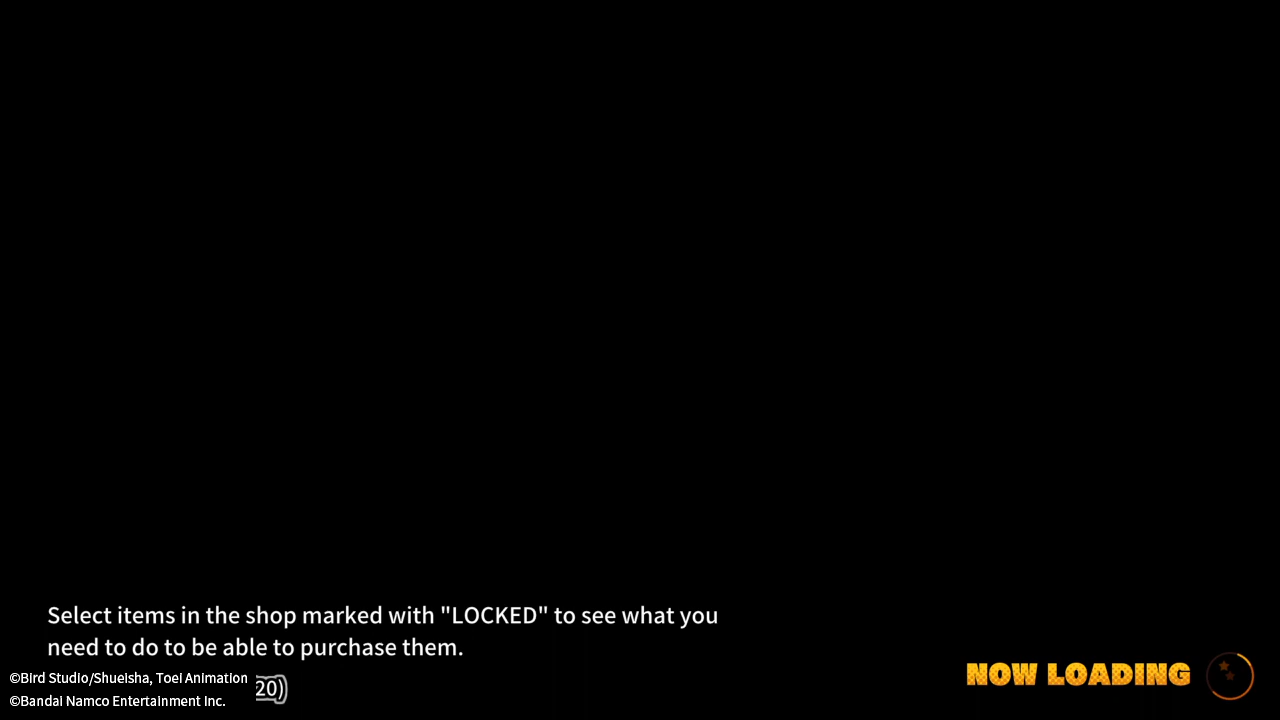 Select items in the shop marked with "LOCKED" to see what you
need to do to be able to purchase them.
©Bird Studio/Shueisha, Toei Animation
20)
©Bandai Namco Entertainment Inc.
NOW LOADING